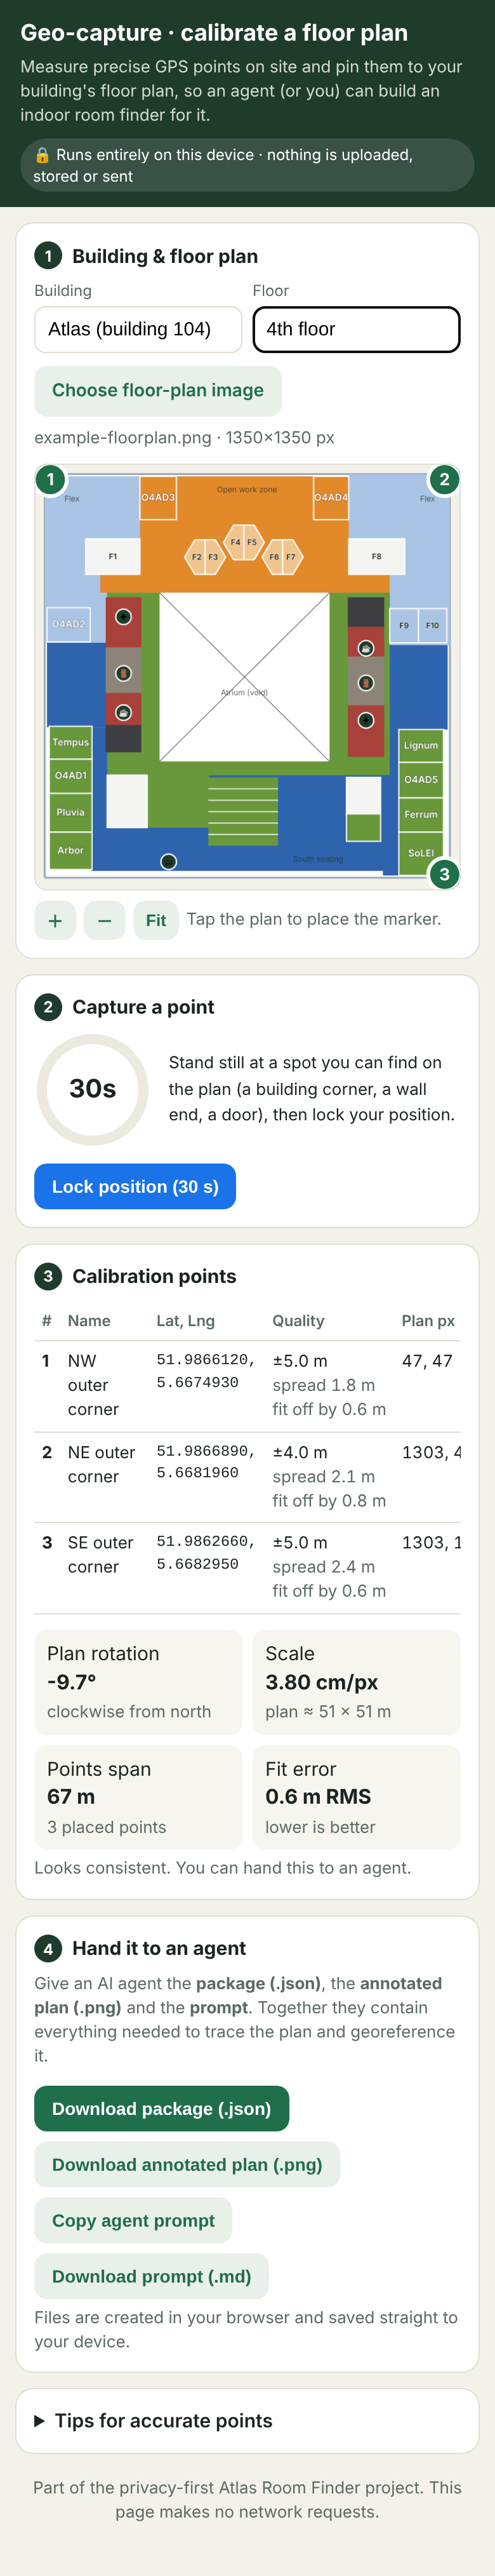 Geo-capture · calibrate a floor plan
Measure precise GPS points on site and pin them to your
building's floor plan, so an agent (or you) can build an
indoor room finder for it.
🔒 Runs entirely on this device · nothing is uploaded,
stored or sent
1 Building & floor plan
Building Floor
Atlas (building 104) 4th floor
Choose floor-plan image
example-floorplan.png · 1350×1350 px
1 2
Flex O4AD3 Open work zone O4AD4 Flex
F1 F2 F3 F4 F5 F6 F7 F8
O4AD2 F9 F10
Atrium (void)
Tempus Lignum
O4AD1 O4AD5
Pluvia Ferrum
Arbor SoLEI
South seating
3
+ − Fit Tap the plan to place the marker.
2 Capture a point
30s
Stand still at a spot you can find on
the plan (a building corner, a wall
end, a door), then lock your position.
Lock position (30 s)
3 Calibration points
# Name Lat, Lng Quality Plan px
1 NW 51.9866120, ±5.0 m 47, 47
outer 5.6674930 spread 1.8 m
corner fit off by 0.6 m
2 NE outer 51.9866890, ±4.0 m 1303, 4
corner 5.6681960 spread 2.1 m
fit off by 0.8 m
3 SE outer 51.9862660, ±5.0 m 1303, 1
corner 5.6682950 spread 2.4 m
fit off by 0.6 m
Plan rotation Scale
-9.7° 3.80 cm/px
clockwise from north plan ≈ 51 × 51 m
Points span Fit error
67 m 0.6 m RMS
3 placed points lower is better
Looks consistent. You can hand this to an agent.
4 Hand it to an agent
Give an AI agent the package (.json), the annotated
plan (.png) and the prompt. Together they contain
everything needed to trace the plan and georeference
it.
Download package (.json)
Download annotated plan (.png)
Copy agent prompt
Download prompt (.md)
Files are created in your browser and saved straight to
your device.
▶ Tips for accurate points
Part of the privacy-first Atlas Room Finder project. This
page makes no network requests.